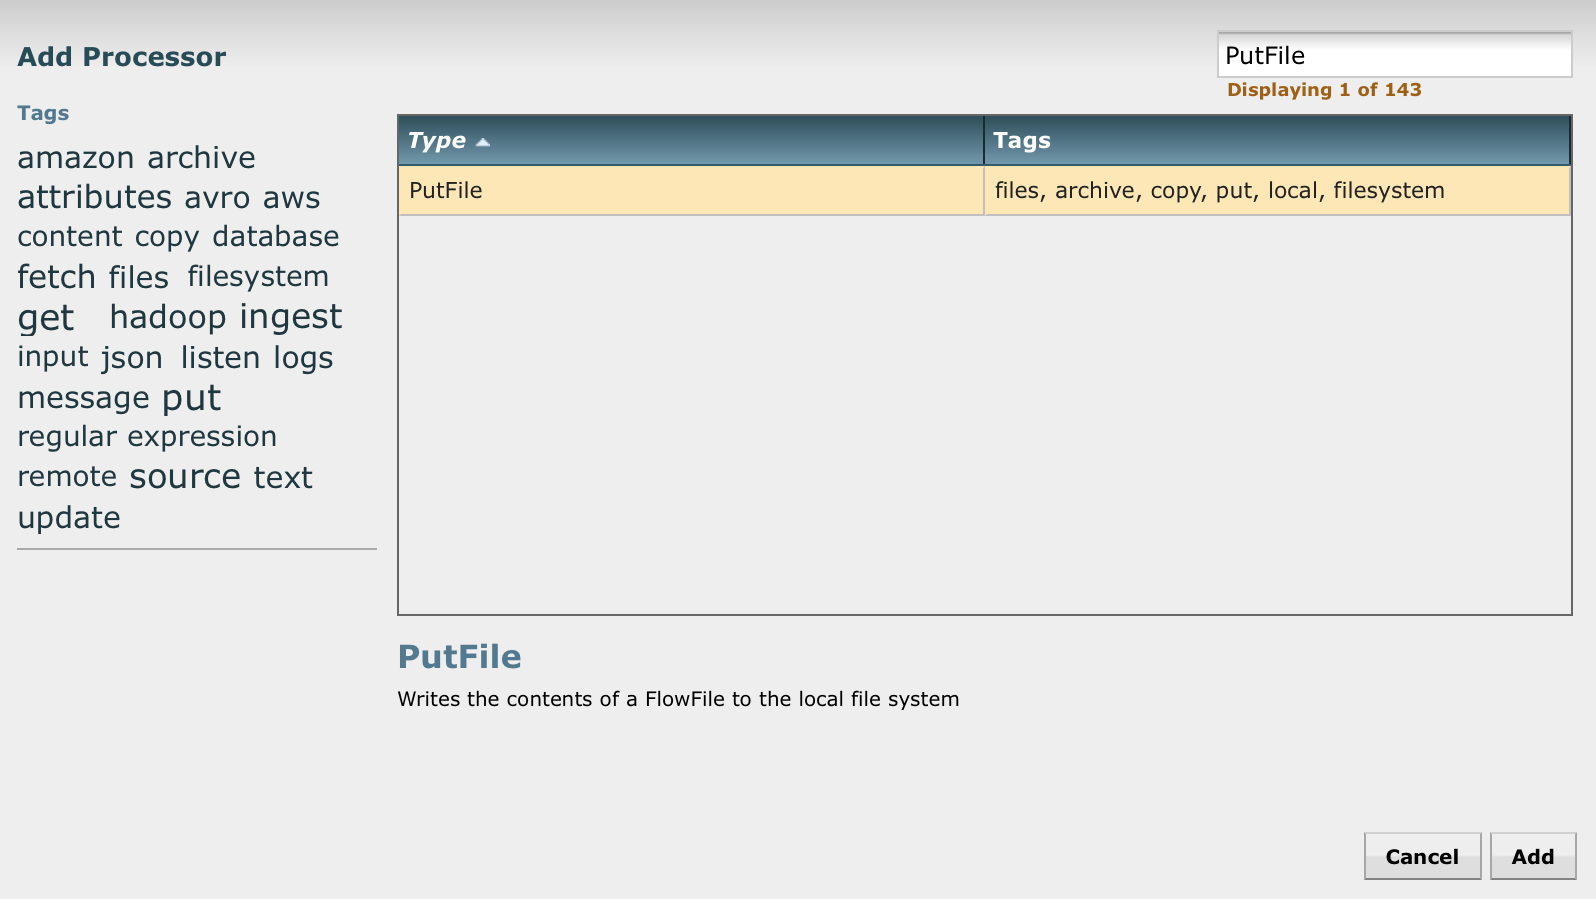 Add Processor
PutFile
Displaying 1 of 143
Tags
amazon archive
attributes avro aws
content copy database
fetch files filesystem
get hadoop ingest
input json listen logs
message put
regular expression
remote source text
update
Type Tags
PutFile files, archive, copy, put, local, filesystem
PutFile
Writes the contents of a FlowFile to the local file system
Cancel Add